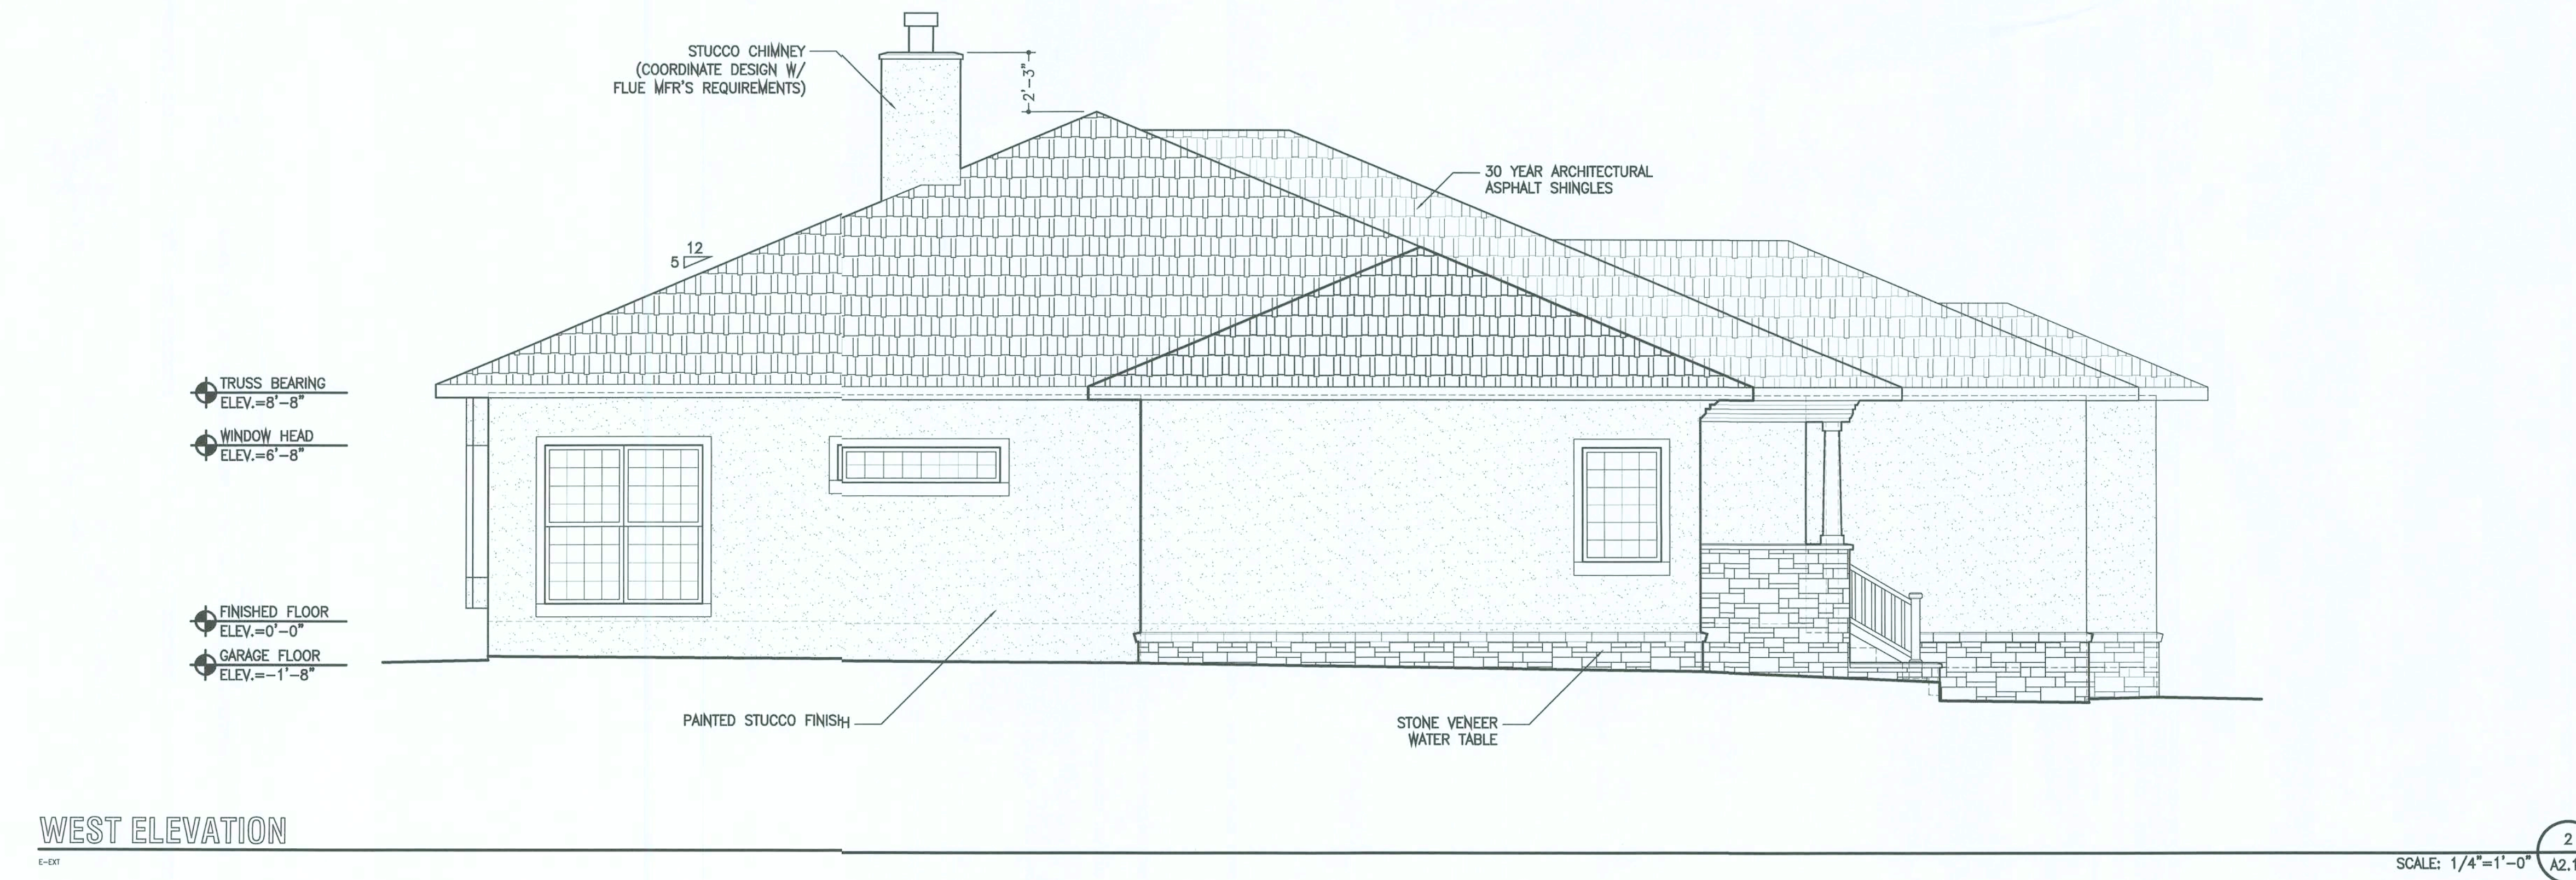 STUCCO CHIMNEY
(COORDINATE DESIGN W/
FLUE MFR'S REQUIREMENTS)
2'-3"
30 YEAR ARCHITECTURAL
ASPHALT SHINGLES
12
5
TRUSS BEARING
ELEV.=8'-8"
WINDOW HEAD
ELEV.=6'-8"
FINISHED FLOOR
ELEV.=0'-0"
GARAGE FLOOR
ELEV.=-1'-8"
PAINTED STUCCO FINISH
STONE VENEER
WATER TABLE
WEST ELEVATION
E-EXT
SCALE: 1/4"=1'-0"
2
A2.1